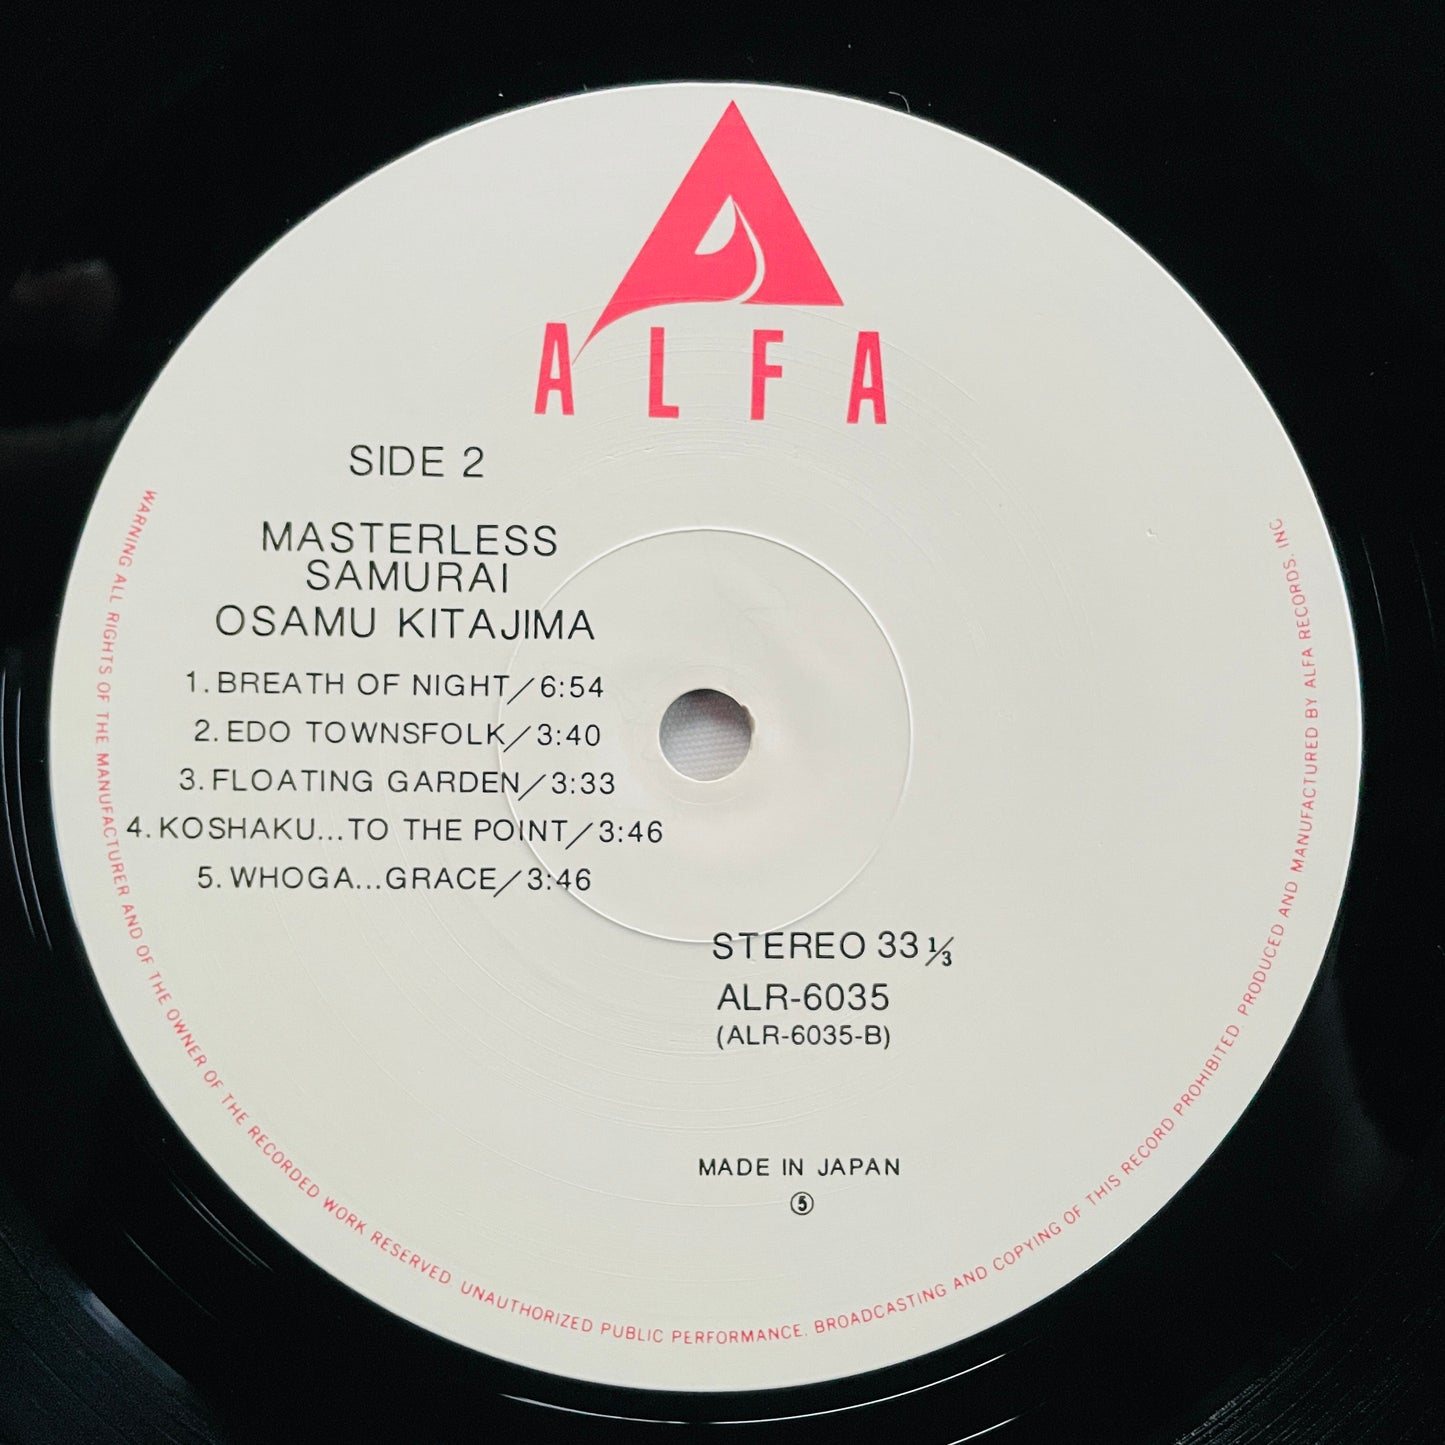 ALFA
SIDE 2
MASTERLESS
SAMURAI
OSAMU KITAJIMA
1. BREATH OF NIGHT/6:54
2. EDO TOWNSFOLK/3:40
3. FLOATING GARDEN/3:33
4. KOSHAKU...TO THE POINT/3:46
5. WHOGA...GRACE/3:46
STEREO 33 1/3
ALR-6035
(ALR-6035-B)
MADE IN JAPAN
⑤
WARNING ALL RIGHTS OF THE MANUFACTURER AND OF THE OWNER OF THE RECORDED WORK RESERVED. UNAUTHORIZED PUBLIC PERFORMANCE. BROADCASTING AND COPYING OF THIS RECORD PROHIBITED. PRODUCED AND MANUFACTURED BY ALFA RECORDS. INC